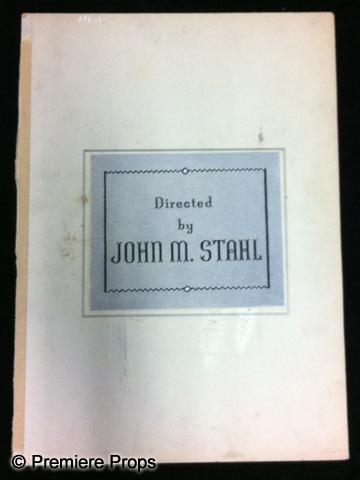 Directed
by
JOHN M. STAHL
© Premiere Props